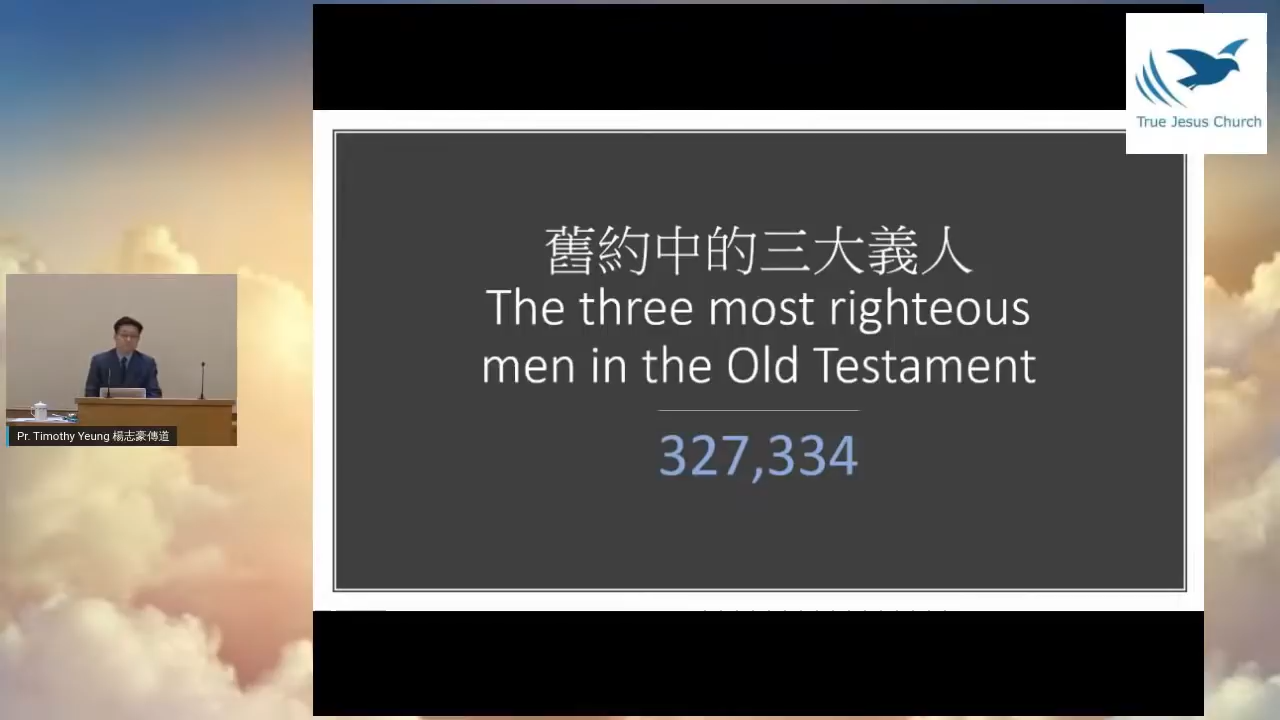 True Jesus Church
舊約中的三大義人
The three most righteous
men in the Old Testament
327,334
Pr. Timothy Yeung 楊志豪傳道